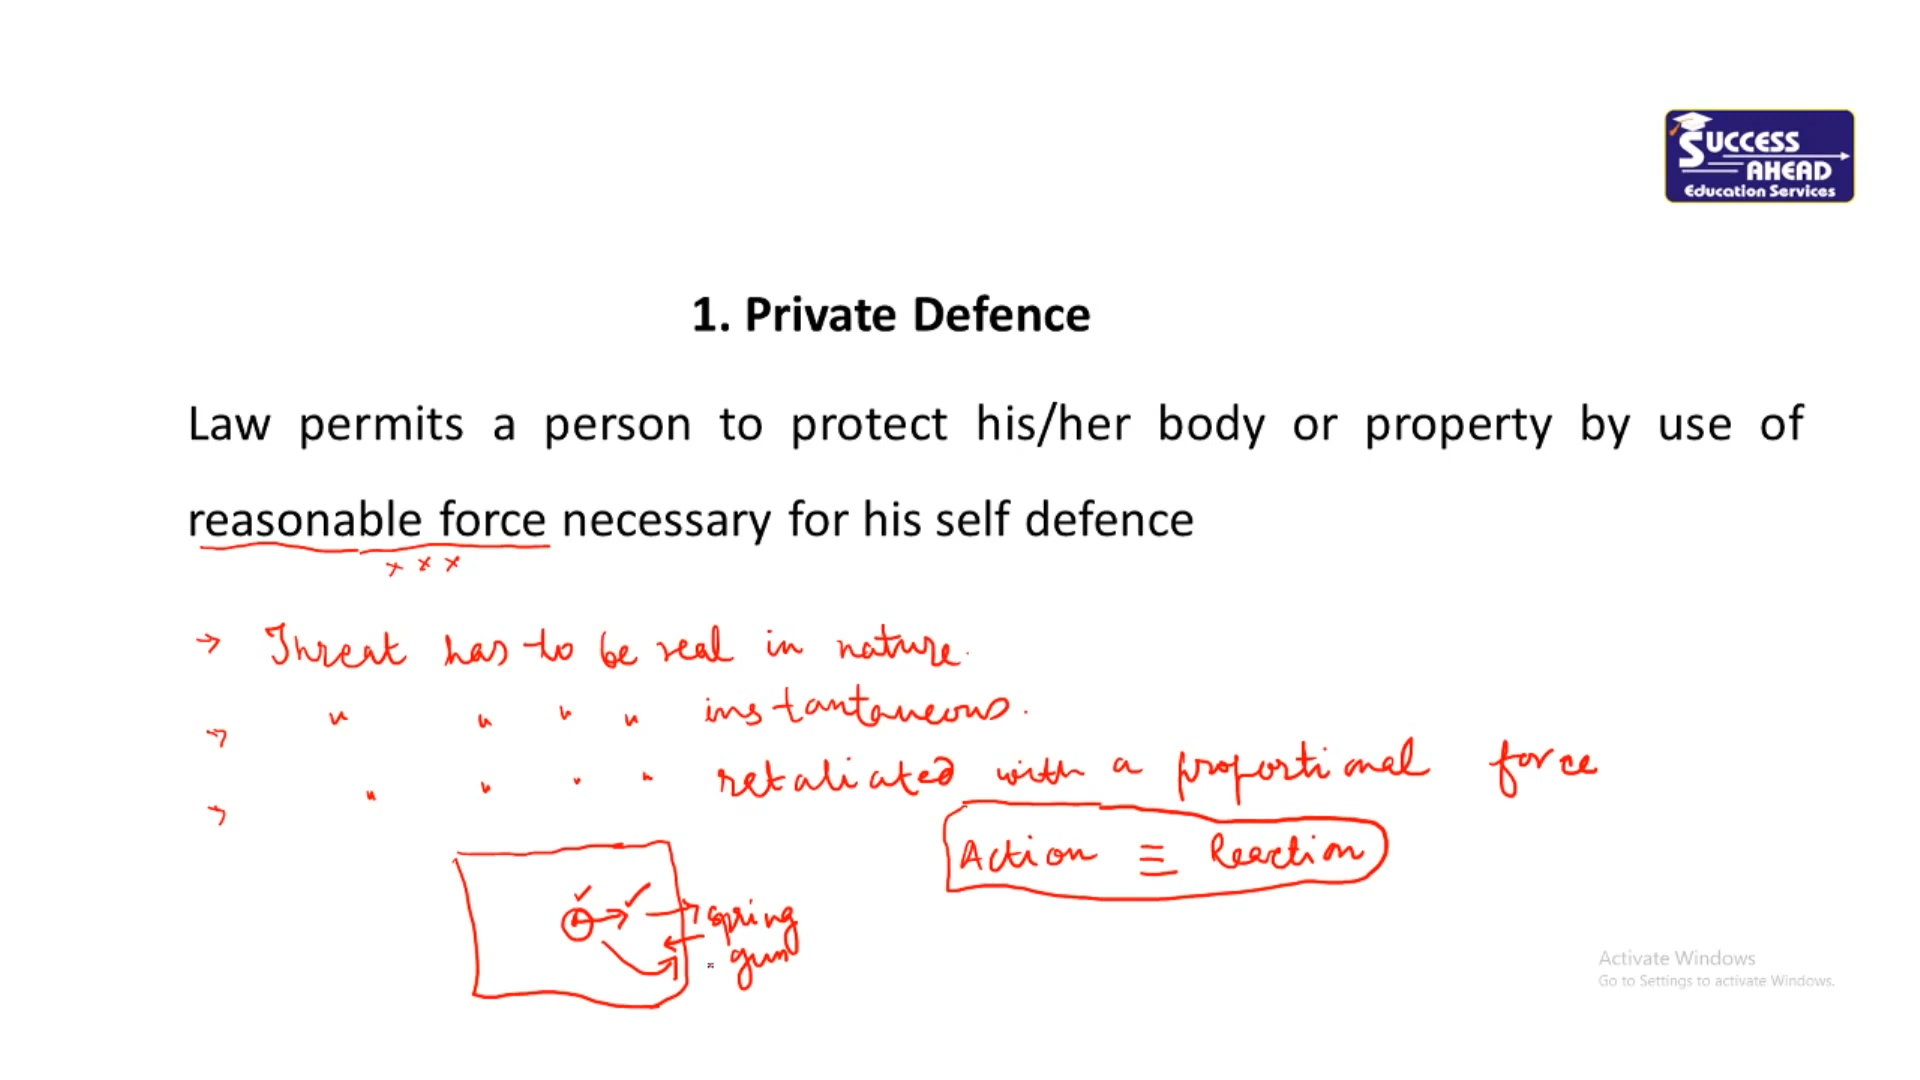 SUCCESS
AHEAD
Education Services
1. Private Defence
Law permits a person to protect his/her body or property by use of
reasonable force necessary for his self defence
x x x
→ Threat has to be real in nature.
→ " " " " instantaneous.
→ " " " " retaliated with a proportional force
Action ≡ Reaction
A → spring
gun
Activate Windows
Go to Settings to activate Windows.